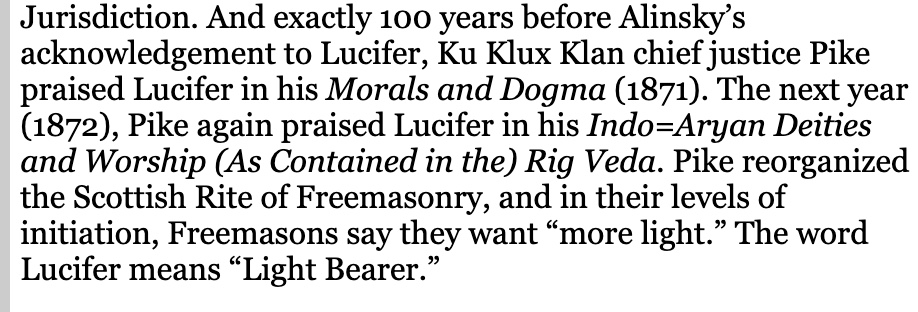 Jurisdiction. And exactly 100 years before Alinsky’s
acknowledgement to Lucifer, Ku Klux Klan chief justice Pike
praised Lucifer in his Morals and Dogma (1871). The next year
(1872), Pike again praised Lucifer in his Indo=Aryan Deities
and Worship (As Contained in the) Rig Veda. Pike reorganized
the Scottish Rite of Freemasonry, and in their levels of
initiation, Freemasons say they want “more light.” The word
Lucifer means “Light Bearer.”